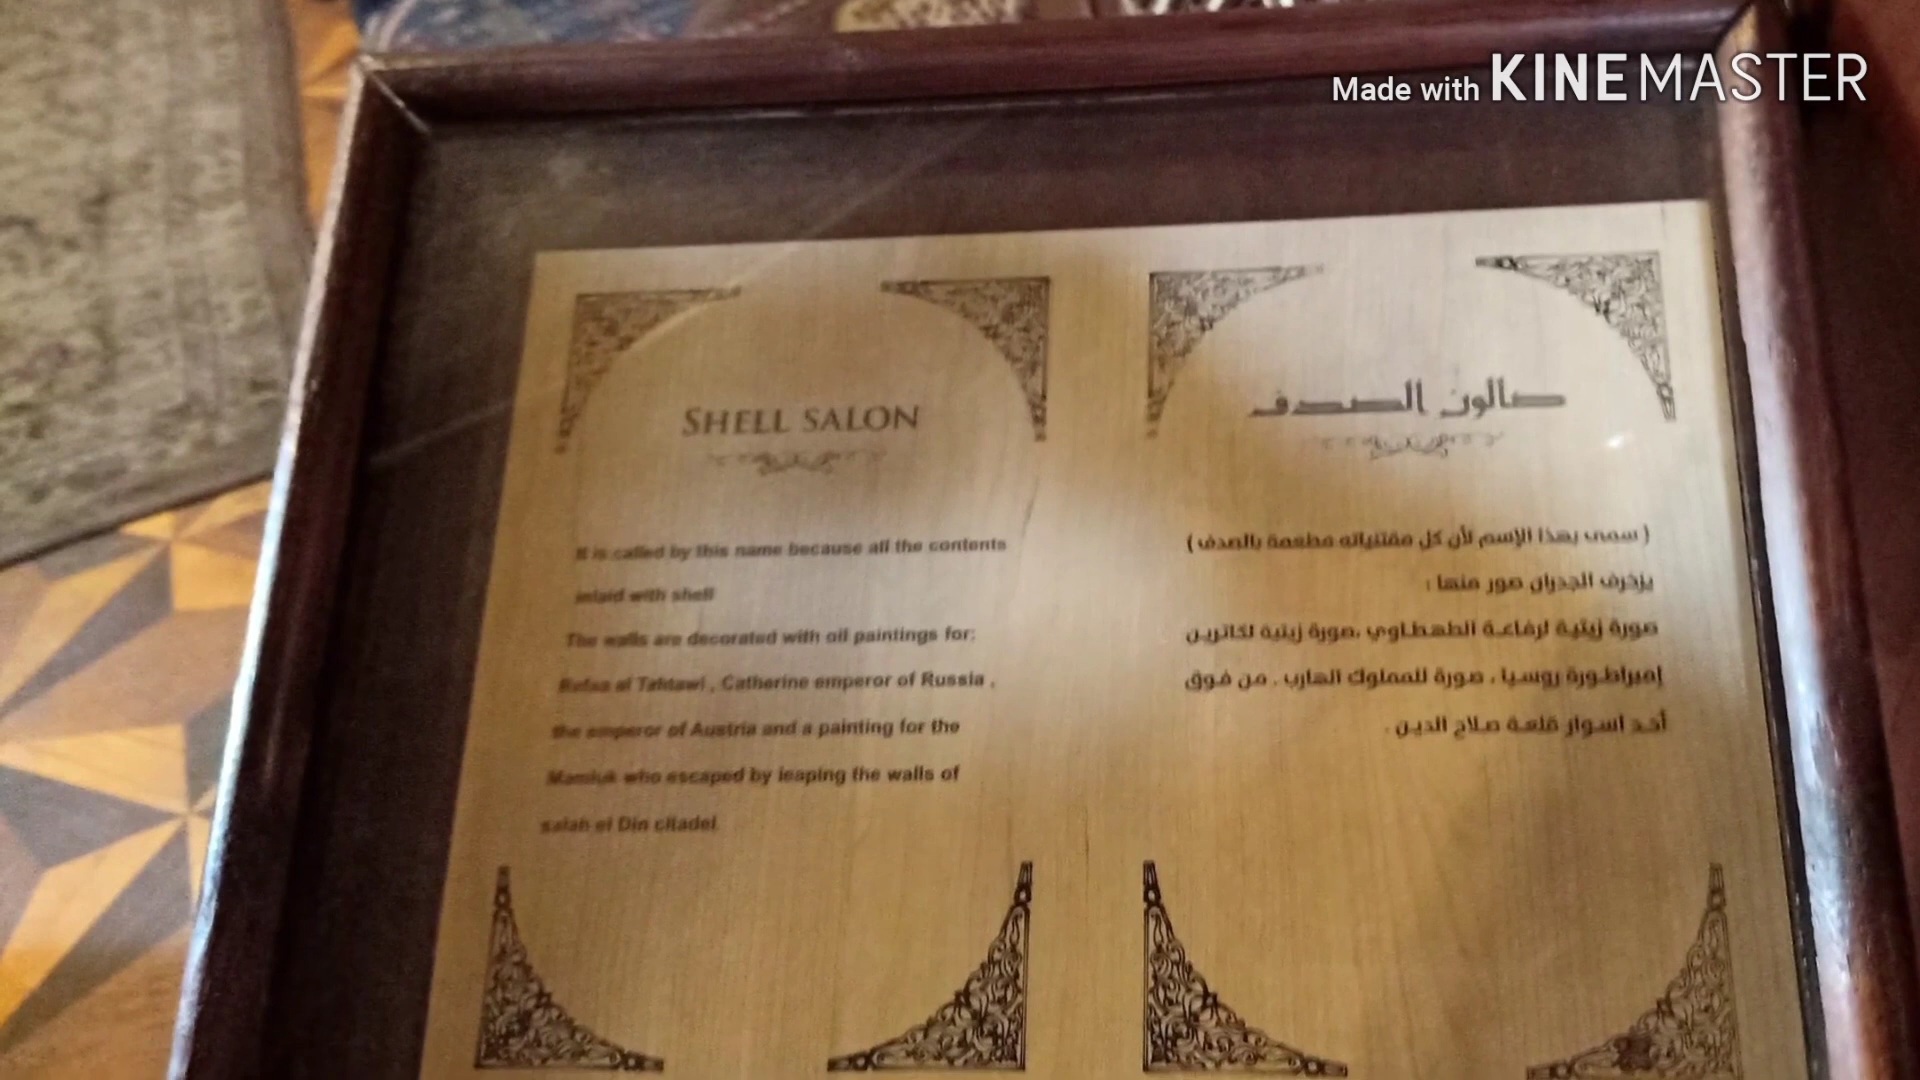 Made with KINEMASTER
SHELL SALON
It is called by this name because all the contents
inlaid with shell
The walls are decorated with oil paintings for:
Refaa el Tahtawi , Catherine emperor of Russia ,
the emperor of Austria and a painting for the
Mamluk who escaped by leaping the walls of
salah el Din citadel
صالون الصدف
( سمى بهذا الإسم لأن كل مقتنياته مطعمة بالصدف )
يزخرف الجدران صور منها :
صورة زيتية لرفاعة الطهطاوي ،صورة زيتية لكاترين
إمبراطورة روسيا ، صورة للمملوك الهارب . من فوق
أحد أسوار قلعة صلاح الدين .